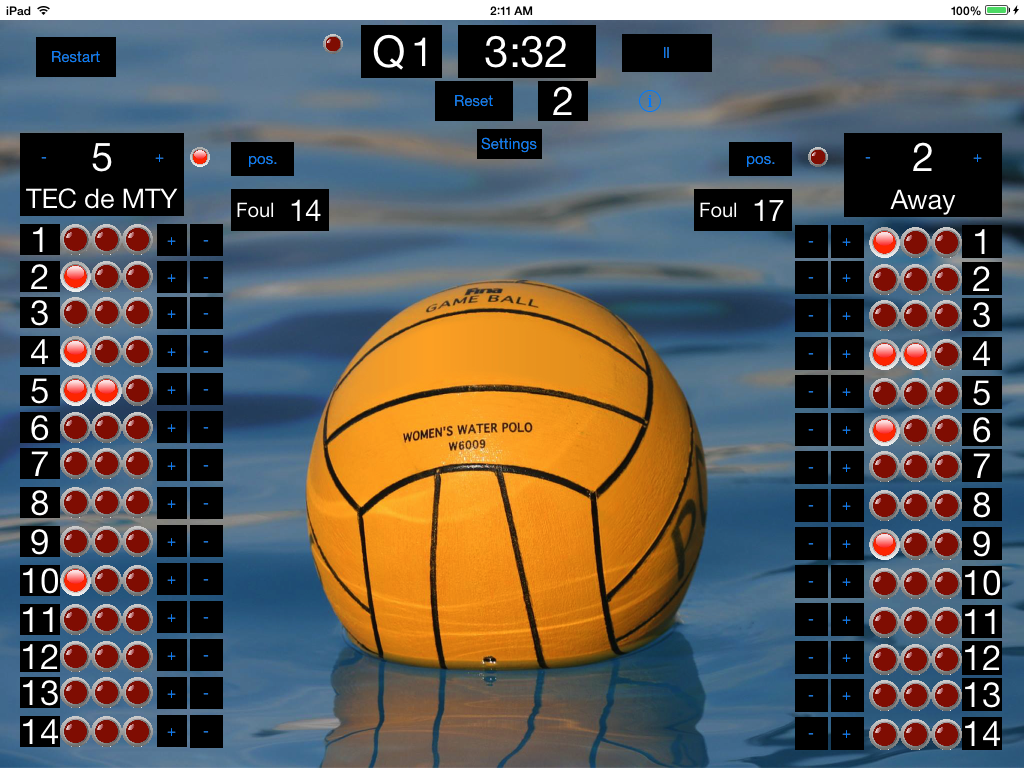 iPad 2:11 AM 100%
Restart Q 1 3:32 II
Reset 2 i
Settings
- 5 + pos. pos. - 2 +
TEC de MTY Away
Foul 14 Foul 17
1 + - - + 1
2 + - - + 2
3 + - - + 3
4 + - - + 4
5 + - - + 5
6 + - - + 6
7 + - - + 7
8 + - - + 8
9 + - - + 9
10 + - - + 10
11 + - - + 11
12 + - - + 12
13 + - - + 13
14 + - - + 14
Fina
GAME BALL
WOMEN'S WATER POLO
W6009